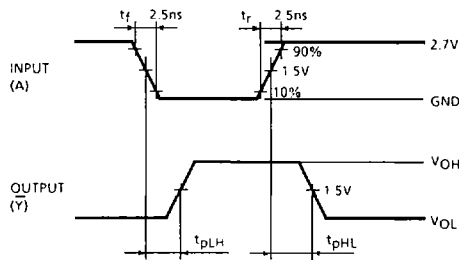 tf 2.5ns tr 2.5ns
2.7V
90%
INPUT
(A)
1.5V
10%
GND
VOH
OUTPUT
(Y̅)
1.5V
VOL
tpLH tpHL